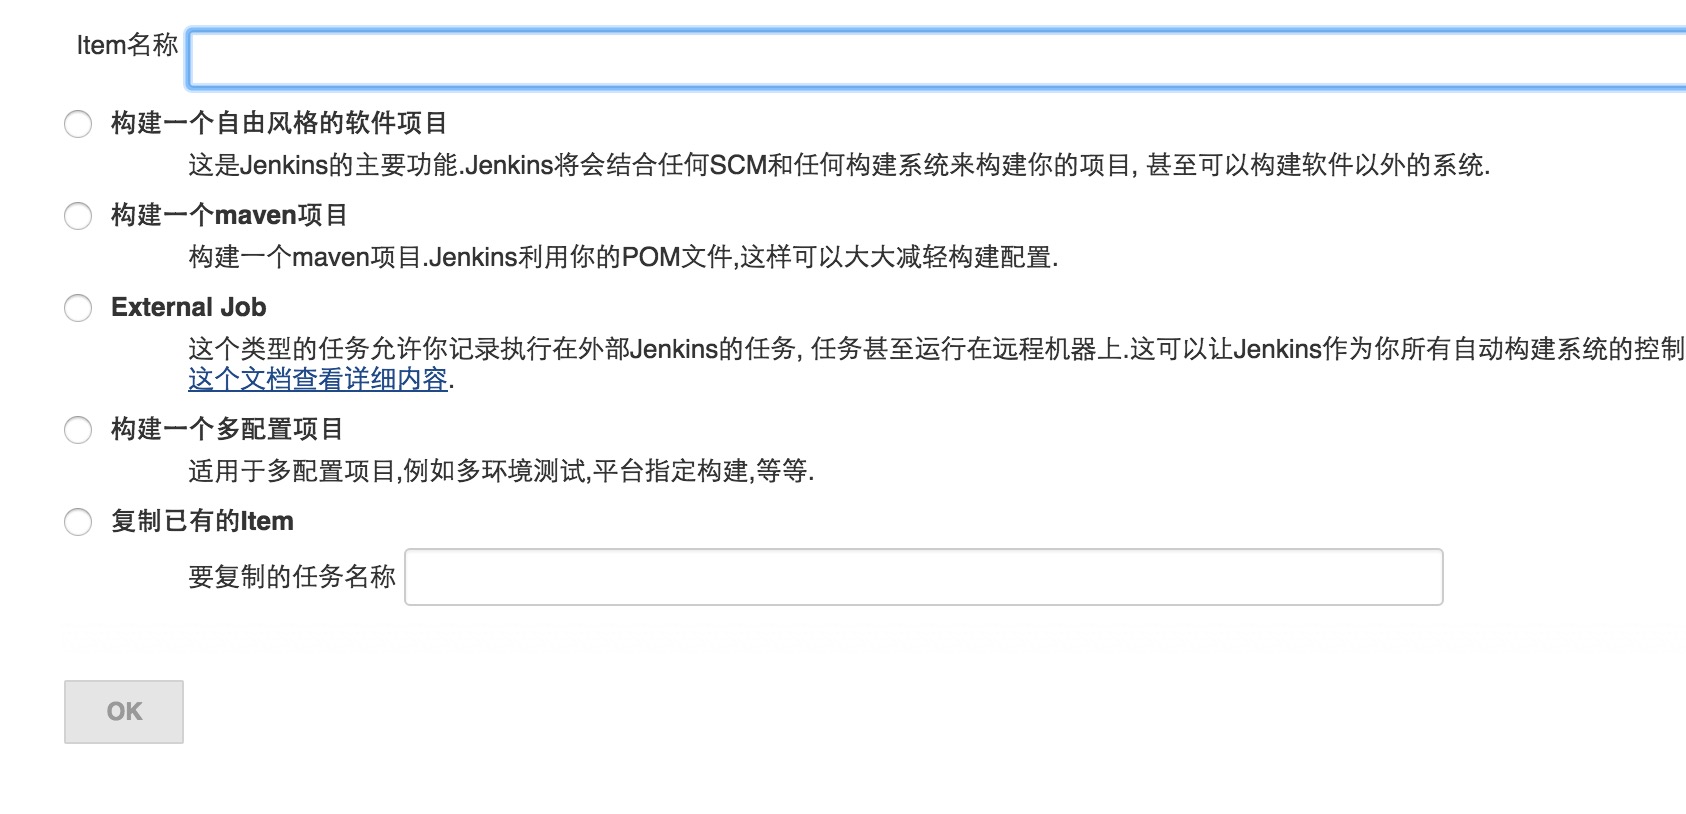 Item名称
构建一个自由风格的软件项目
这是Jenkins的主要功能.Jenkins将会结合任何SCM和任何构建系统来构建你的项目, 甚至可以构建软件以外的系统.
构建一个maven项目
构建一个maven项目.Jenkins利用你的POM文件,这样可以大大减轻构建配置.
External Job
这个类型的任务允许你记录执行在外部Jenkins的任务, 任务甚至运行在远程机器上.这可以让Jenkins作为你所有自动构建系统的控制
这个文档查看详细内容.
构建一个多配置项目
适用于多配置项目,例如多环境测试,平台指定构建,等等.
复制已有的Item
要复制的任务名称
OK